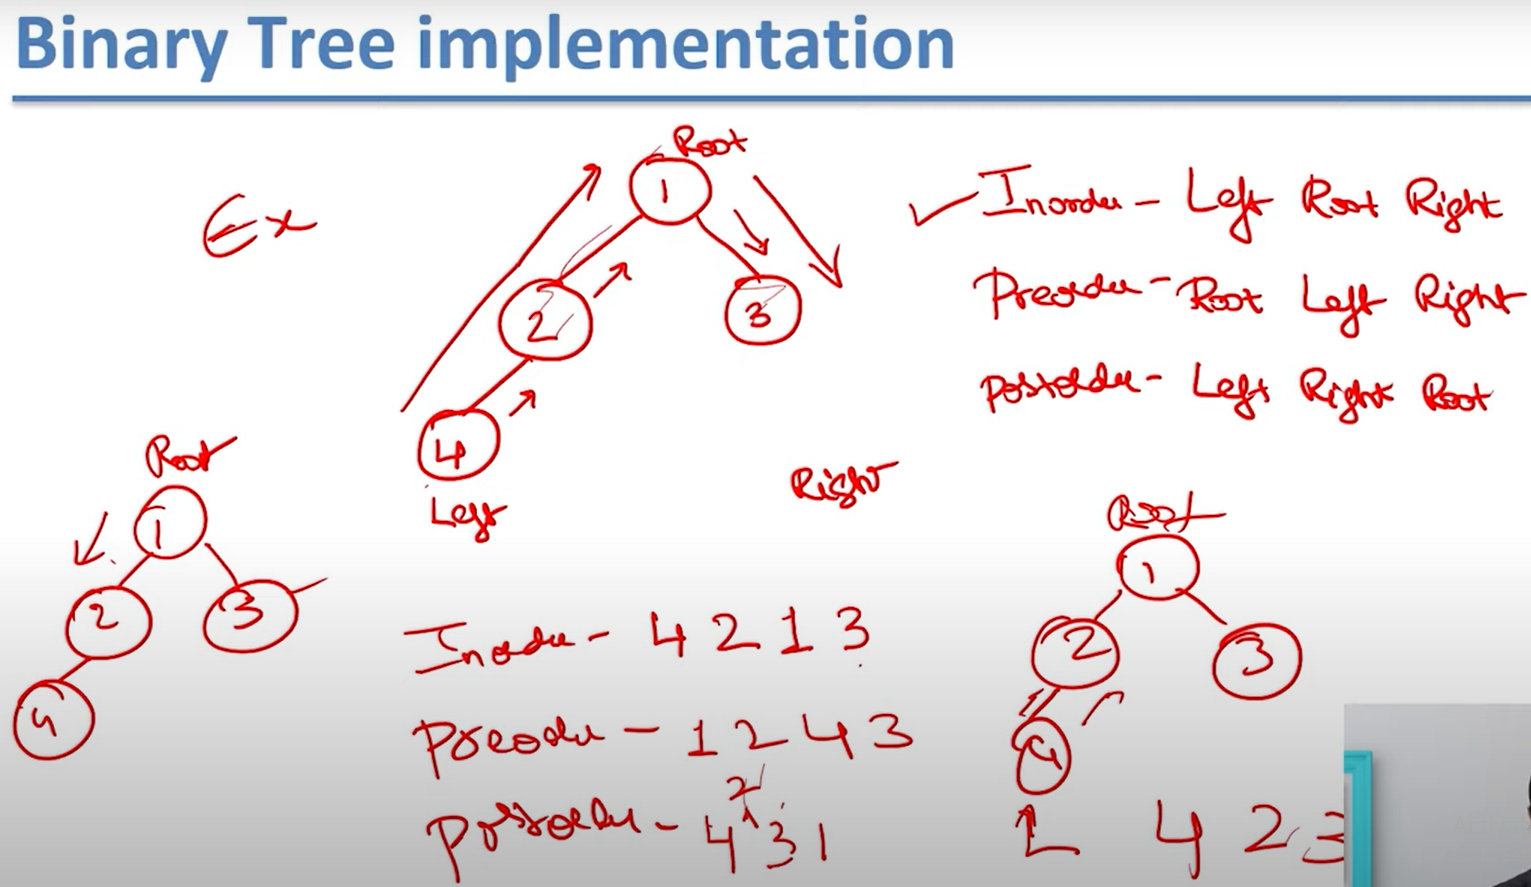 Binary Tree implementation
Root
1
2
3
4
Left
Right
Ex
Inorder - Left Root Right
Preorder - Root Left Right
Postorder - Left Right Root
Root
1
2
3
4
Inorder - 4 2 1 3
Preorder - 1 2 4 3
2
Postorder - 4 3 1
Root
1
2
3
4
L 4 2 3